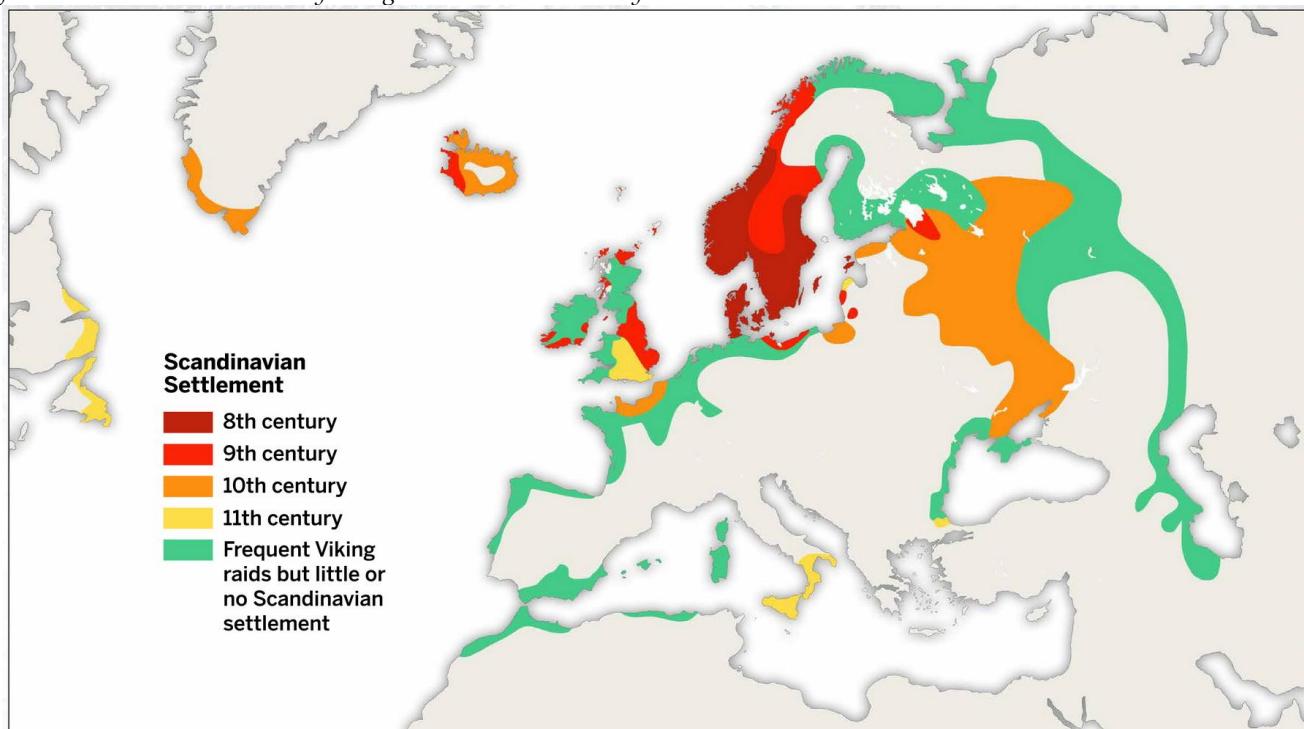 Scandinavian
Settlement
8th century
9th century
10th century
11th century
Frequent Viking
raids but little or
no Scandinavian
settlement